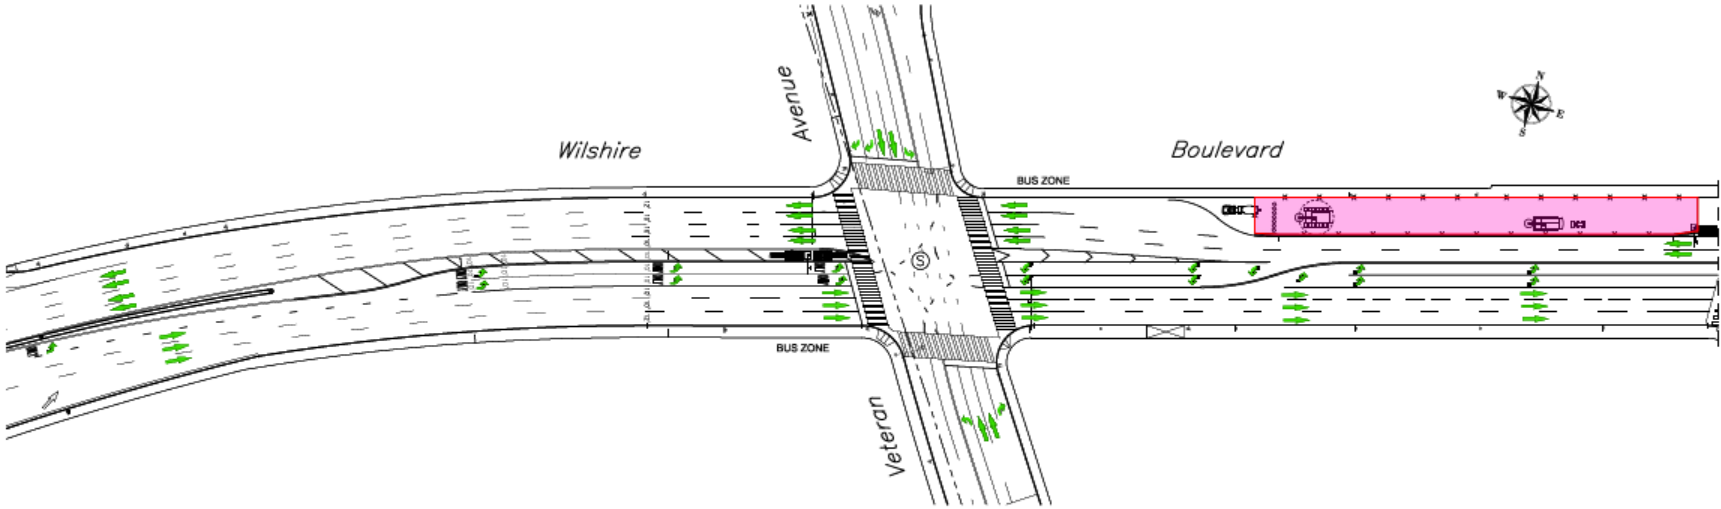 Avenue
Wilshire
Boulevard
N
W
E
S
BUS ZONE
S
BUS ZONE
Veteran